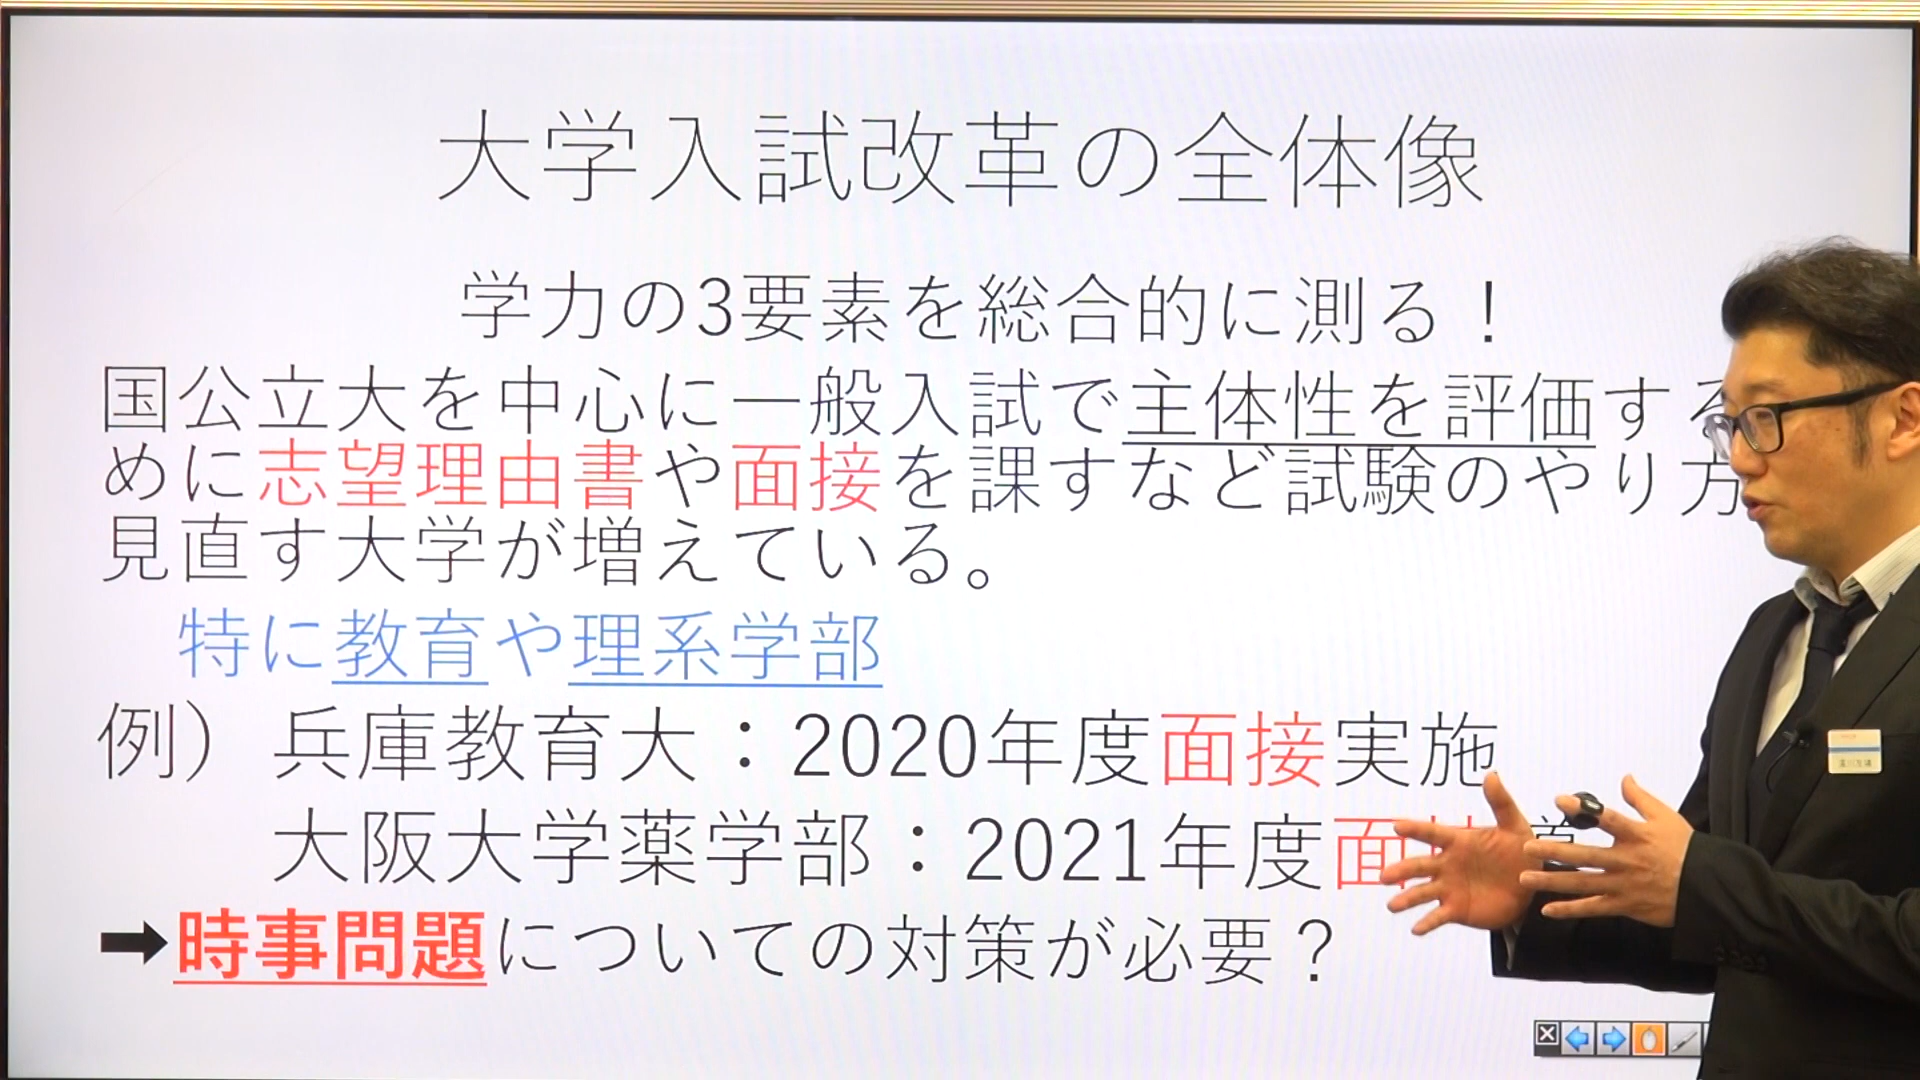 大学入試改革の全体像
学力の3要素を総合的に測る！
国公立大を中心に一般入試で主体性を評価する
めに志望理由書や面接を課すなど試験のやり方
見直す大学が増えている。
特に教育や理系学部
例） 兵庫教育大：2020年度面接実施
大阪大学薬学部：2021年度面
➡時事問題についての対策が必要？